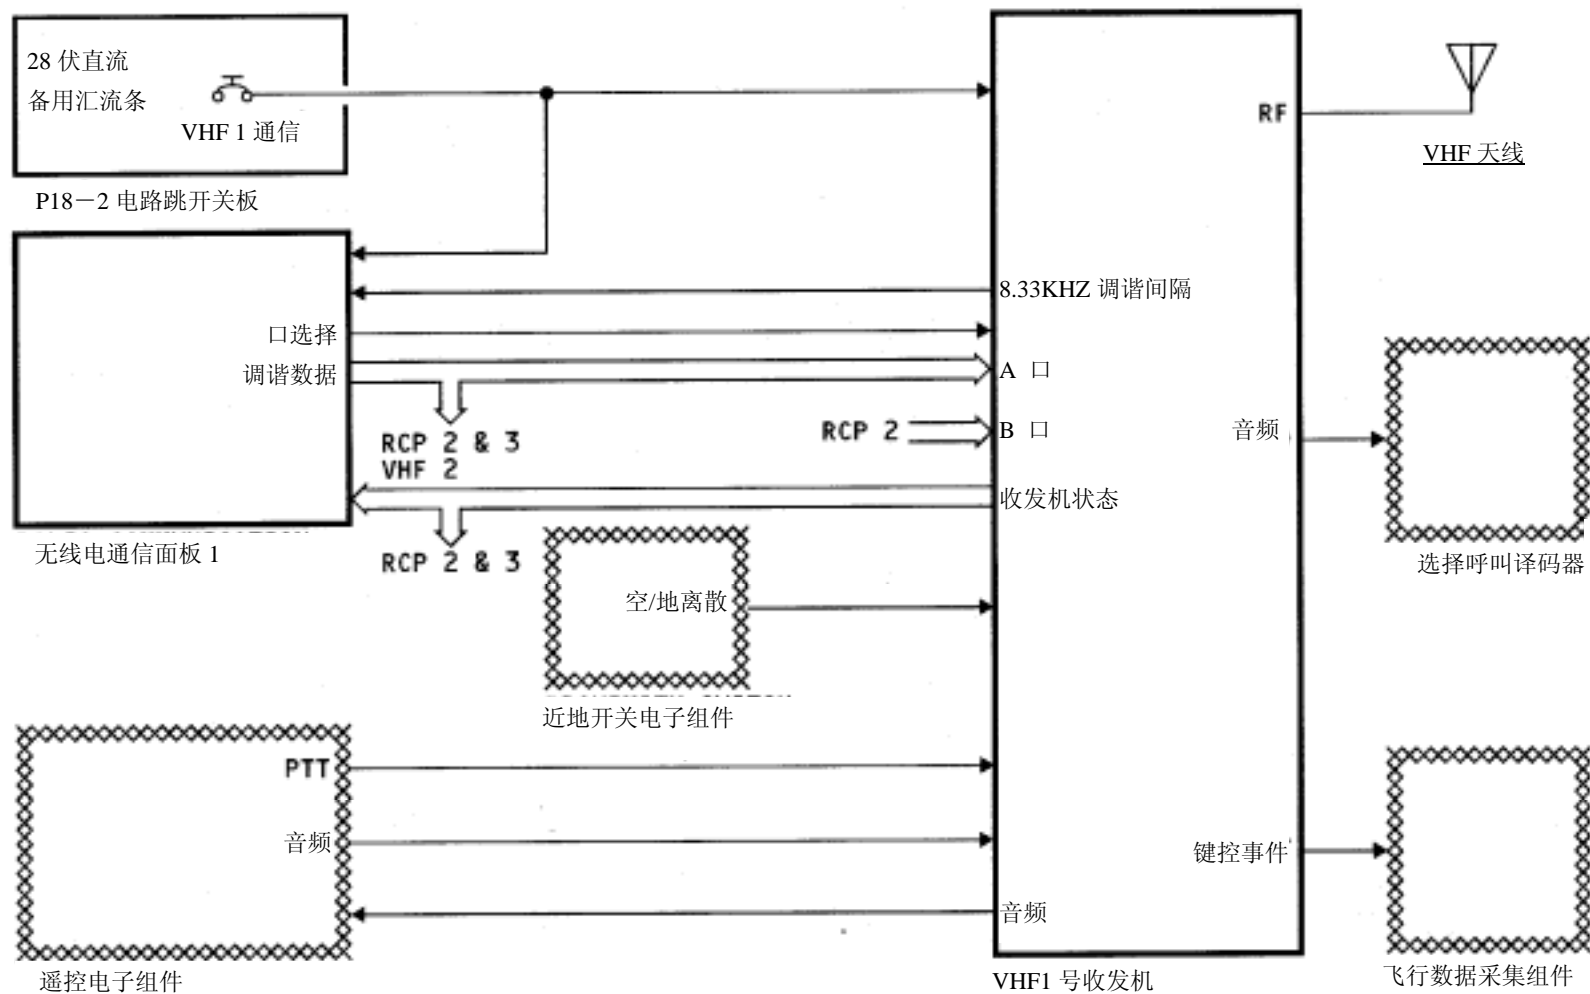 28 伏直流
备用汇流条
VHF 1 通信
P18－2 电路跳开关板
RF
VHF 天线
8.33KHZ 调谐间隔
口选择
调谐数据
A 口
RCP 2 & 3
VHF 2
RCP 2
B 口
音频
收发机状态
无线电通信面板 1
RCP 2 & 3
选择呼叫译码器
空/地离散
近地开关电子组件
PTT
音频
键控事件
音频
遥控电子组件
VHF1 号收发机
飞行数据采集组件